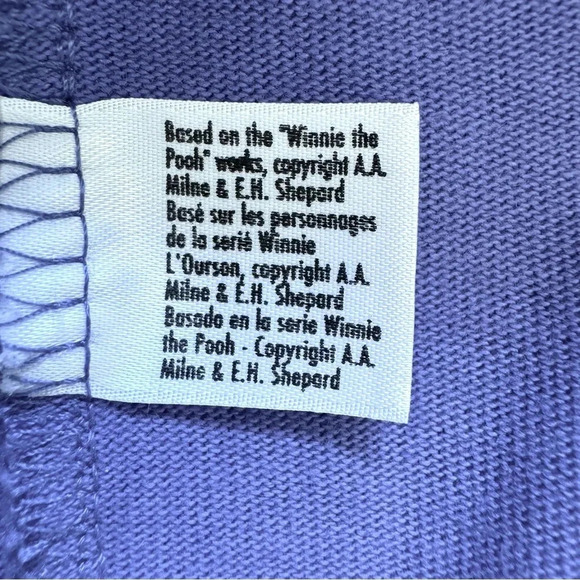 Based on the "Winnie the
Pooh" works, copyright A.A.
Milne & E.H. Shepard
Basé sur les personnages
de la serié Winnie
L'Ourson, copyright A.A.
Milne & E.H. Shepard
Basado en la serie Winnie
the Pooh - Copyright A.A.
Milne & E.H. Shepard